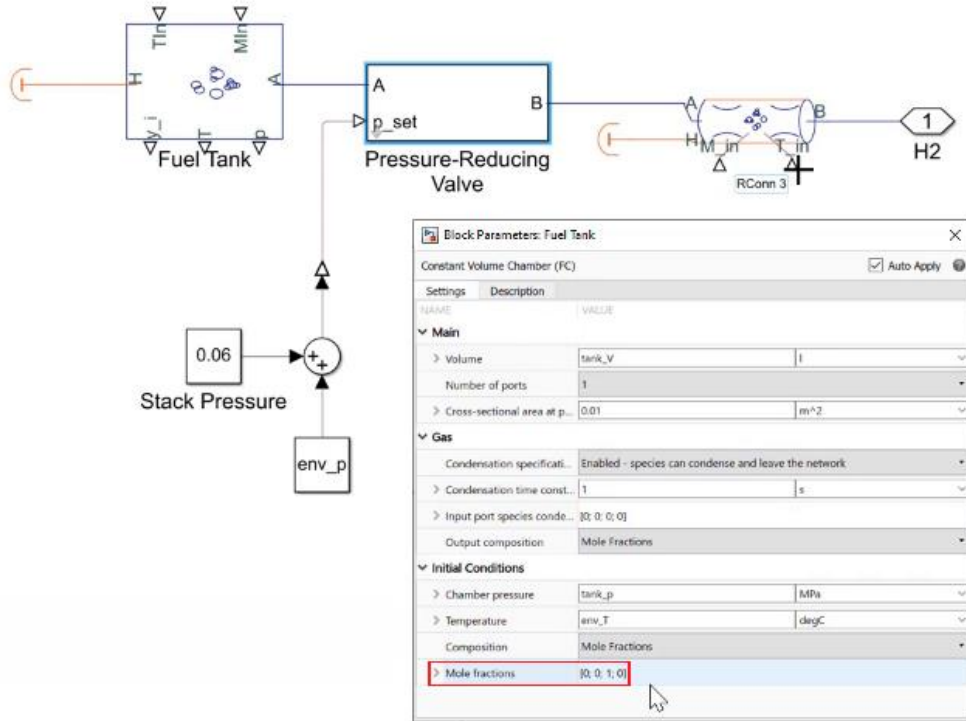 TIn
MIn
H
A
y_i
T
p
Fuel Tank
A
B
p_set
Pressure-Reducing
Valve
A
B
H
M_in
T_in
RConn 3
1
H2
0.06
Stack Pressure
env_p
Block Parameters: Fuel Tank
Constant Volume Chamber (FC)
Auto Apply
Settings Description
NAME VALUE
Main
Volume tank_V l
Number of ports 1
Cross-sectional area at p... 0.01 m^2
Gas
Condensation specificati... Enabled - species can condense and leave the network
Condensation time const... 1 s
Input port species conde... [0; 0; 0; 0]
Output composition Mole Fractions
Initial Conditions
Chamber pressure tank_p MPa
Temperature env_T degC
Composition Mole Fractions
Mole fractions [0; 0; 1; 0]